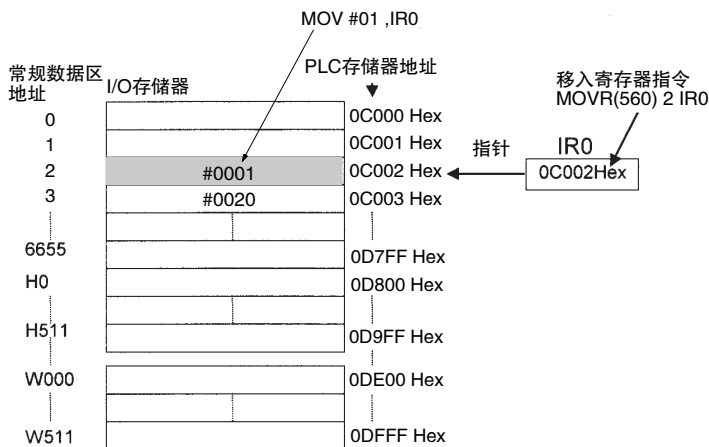 MOV #01 ,IR0
常规数据区
地址
I/O存储器
PLC存储器地址
移入寄存器指令
MOVR(560) 2 IR0
0
0C000 Hex
1
0C001 Hex
指针
IR0
2
#0001
0C002 Hex
0C002Hex
3
#0020
0C003 Hex
6655
0D7FF Hex
H0
0D800 Hex
H511
0D9FF Hex
W000
0DE00 Hex
W511
0DFFF Hex